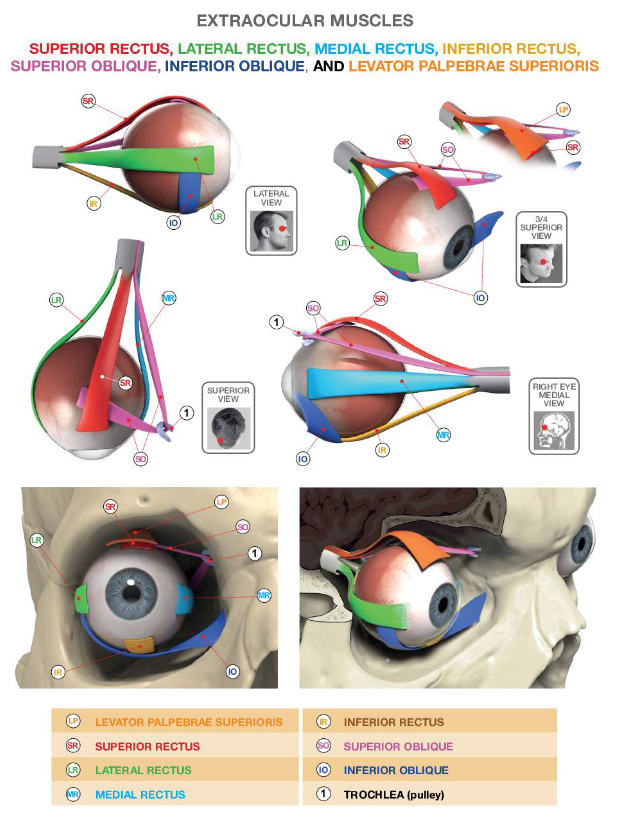 EXTRAOCULAR MUSCLES
SUPERIOR RECTUS, LATERAL RECTUS, MEDIAL RECTUS, INFERIOR RECTUS,
SUPERIOR OBLIQUE, INFERIOR OBLIQUE, AND LEVATOR PALPEBRAE SUPERIORIS
SR
IR
IO
LR
LATERAL
VIEW
LP
SR
SR
SO
LR
IO
3/4
SUPERIOR
VIEW
LR
MR
SR
1
SO
SUPERIOR
VIEW
1
SO
SR
MR
IR
IO
RIGHT EYE
MEDIAL
VIEW
SR
LP
SO
LR
1
MR
IR
IO
LP LEVATOR PALPEBRAE SUPERIORIS
IR INFERIOR RECTUS
SR SUPERIOR RECTUS
SO SUPERIOR OBLIQUE
LR LATERAL RECTUS
IO INFERIOR OBLIQUE
MR MEDIAL RECTUS
1 TROCHLEA (pulley)